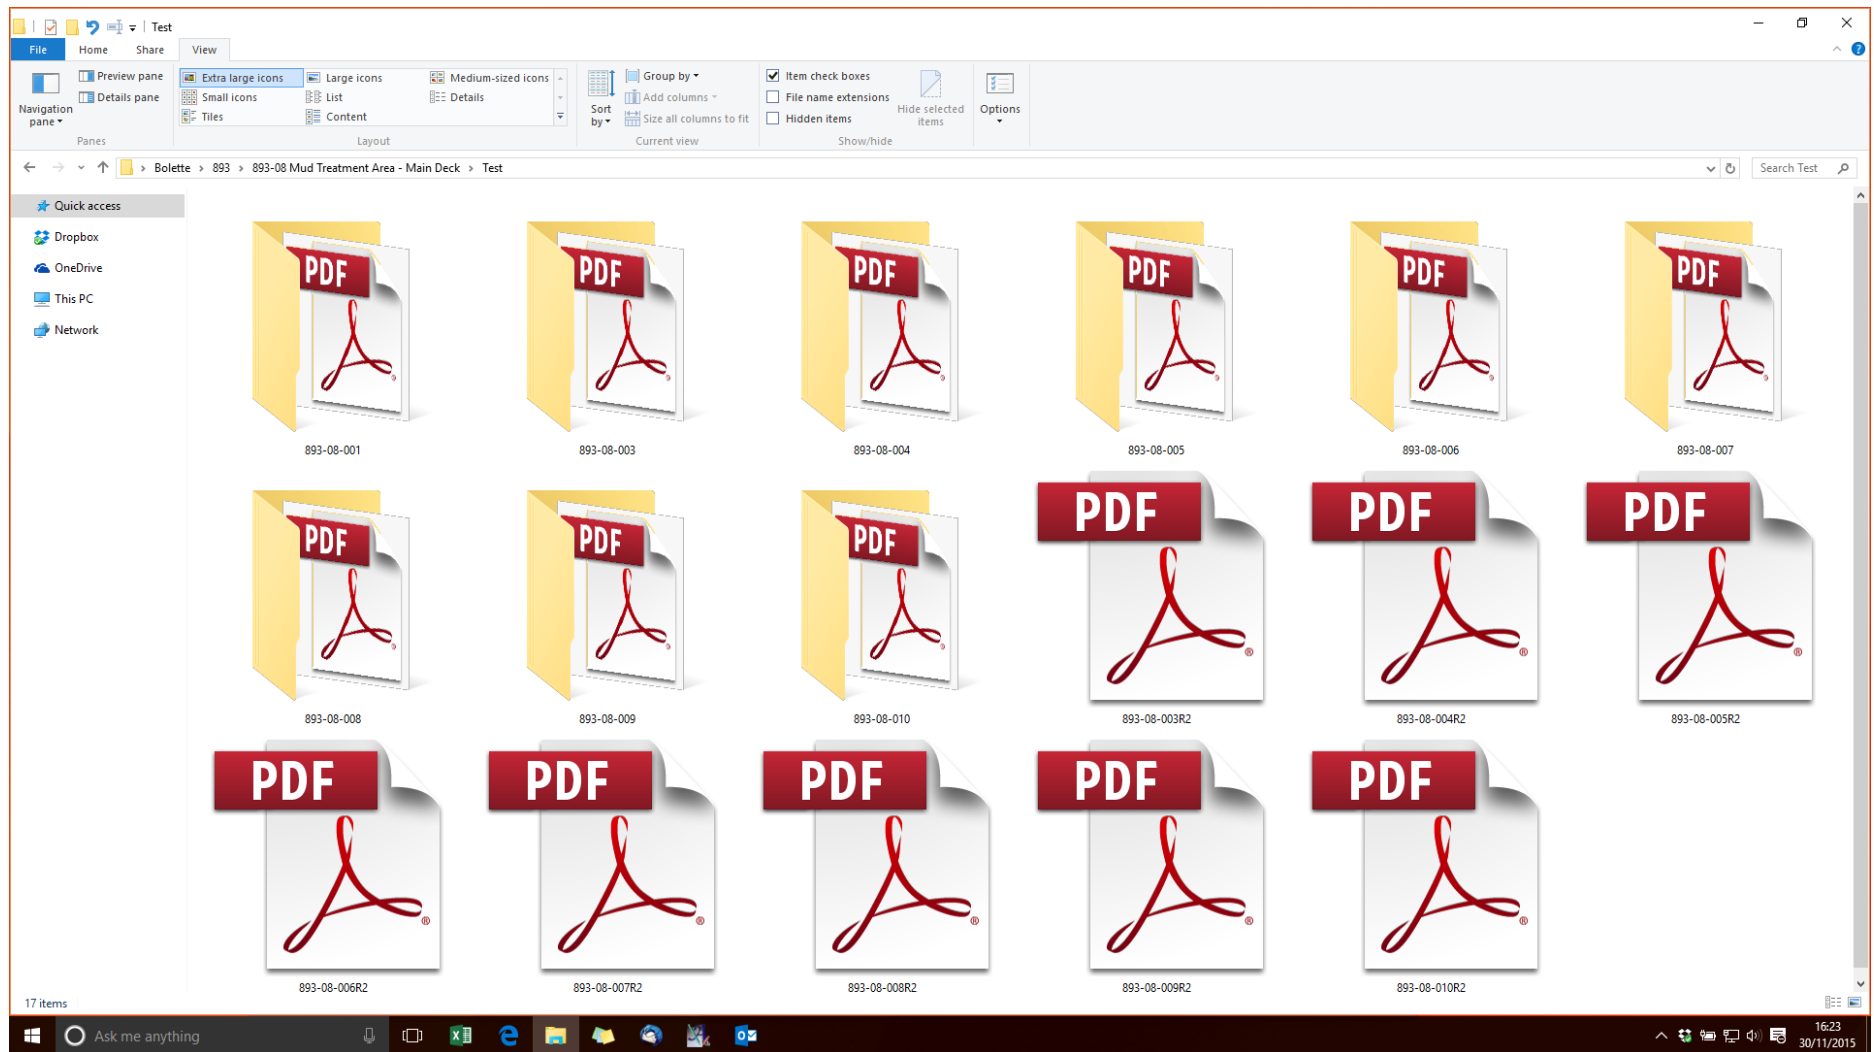 Test
File Home Share View
Navigation pane
Preview pane
Details pane
Panes
Extra large icons Large icons Medium-sized icons
Small icons List Details
Tiles Content
Layout
Sort by
Group by
Add columns
Size all columns to fit
Current view
Item check boxes
File name extensions
Hidden items
Hide selected items
Show/hide
Options
Bolette > 893 > 893-08 Mud Treatment Area - Main Deck > Test
Search Test
Quick access
Dropbox
OneDrive
This PC
Network
PDF PDF PDF PDF PDF PDF
893-08-001 893-08-003 893-08-004 893-08-005 893-08-006 893-08-007
PDF PDF PDF PDF PDF PDF
893-08-008 893-08-009 893-08-010 893-08-003R2 893-08-004R2 893-08-005R2
PDF PDF PDF PDF PDF
893-08-006R2 893-08-007R2 893-08-008R2 893-08-009R2 893-08-010R2
17 items
Ask me anything
16:23
30/11/2015